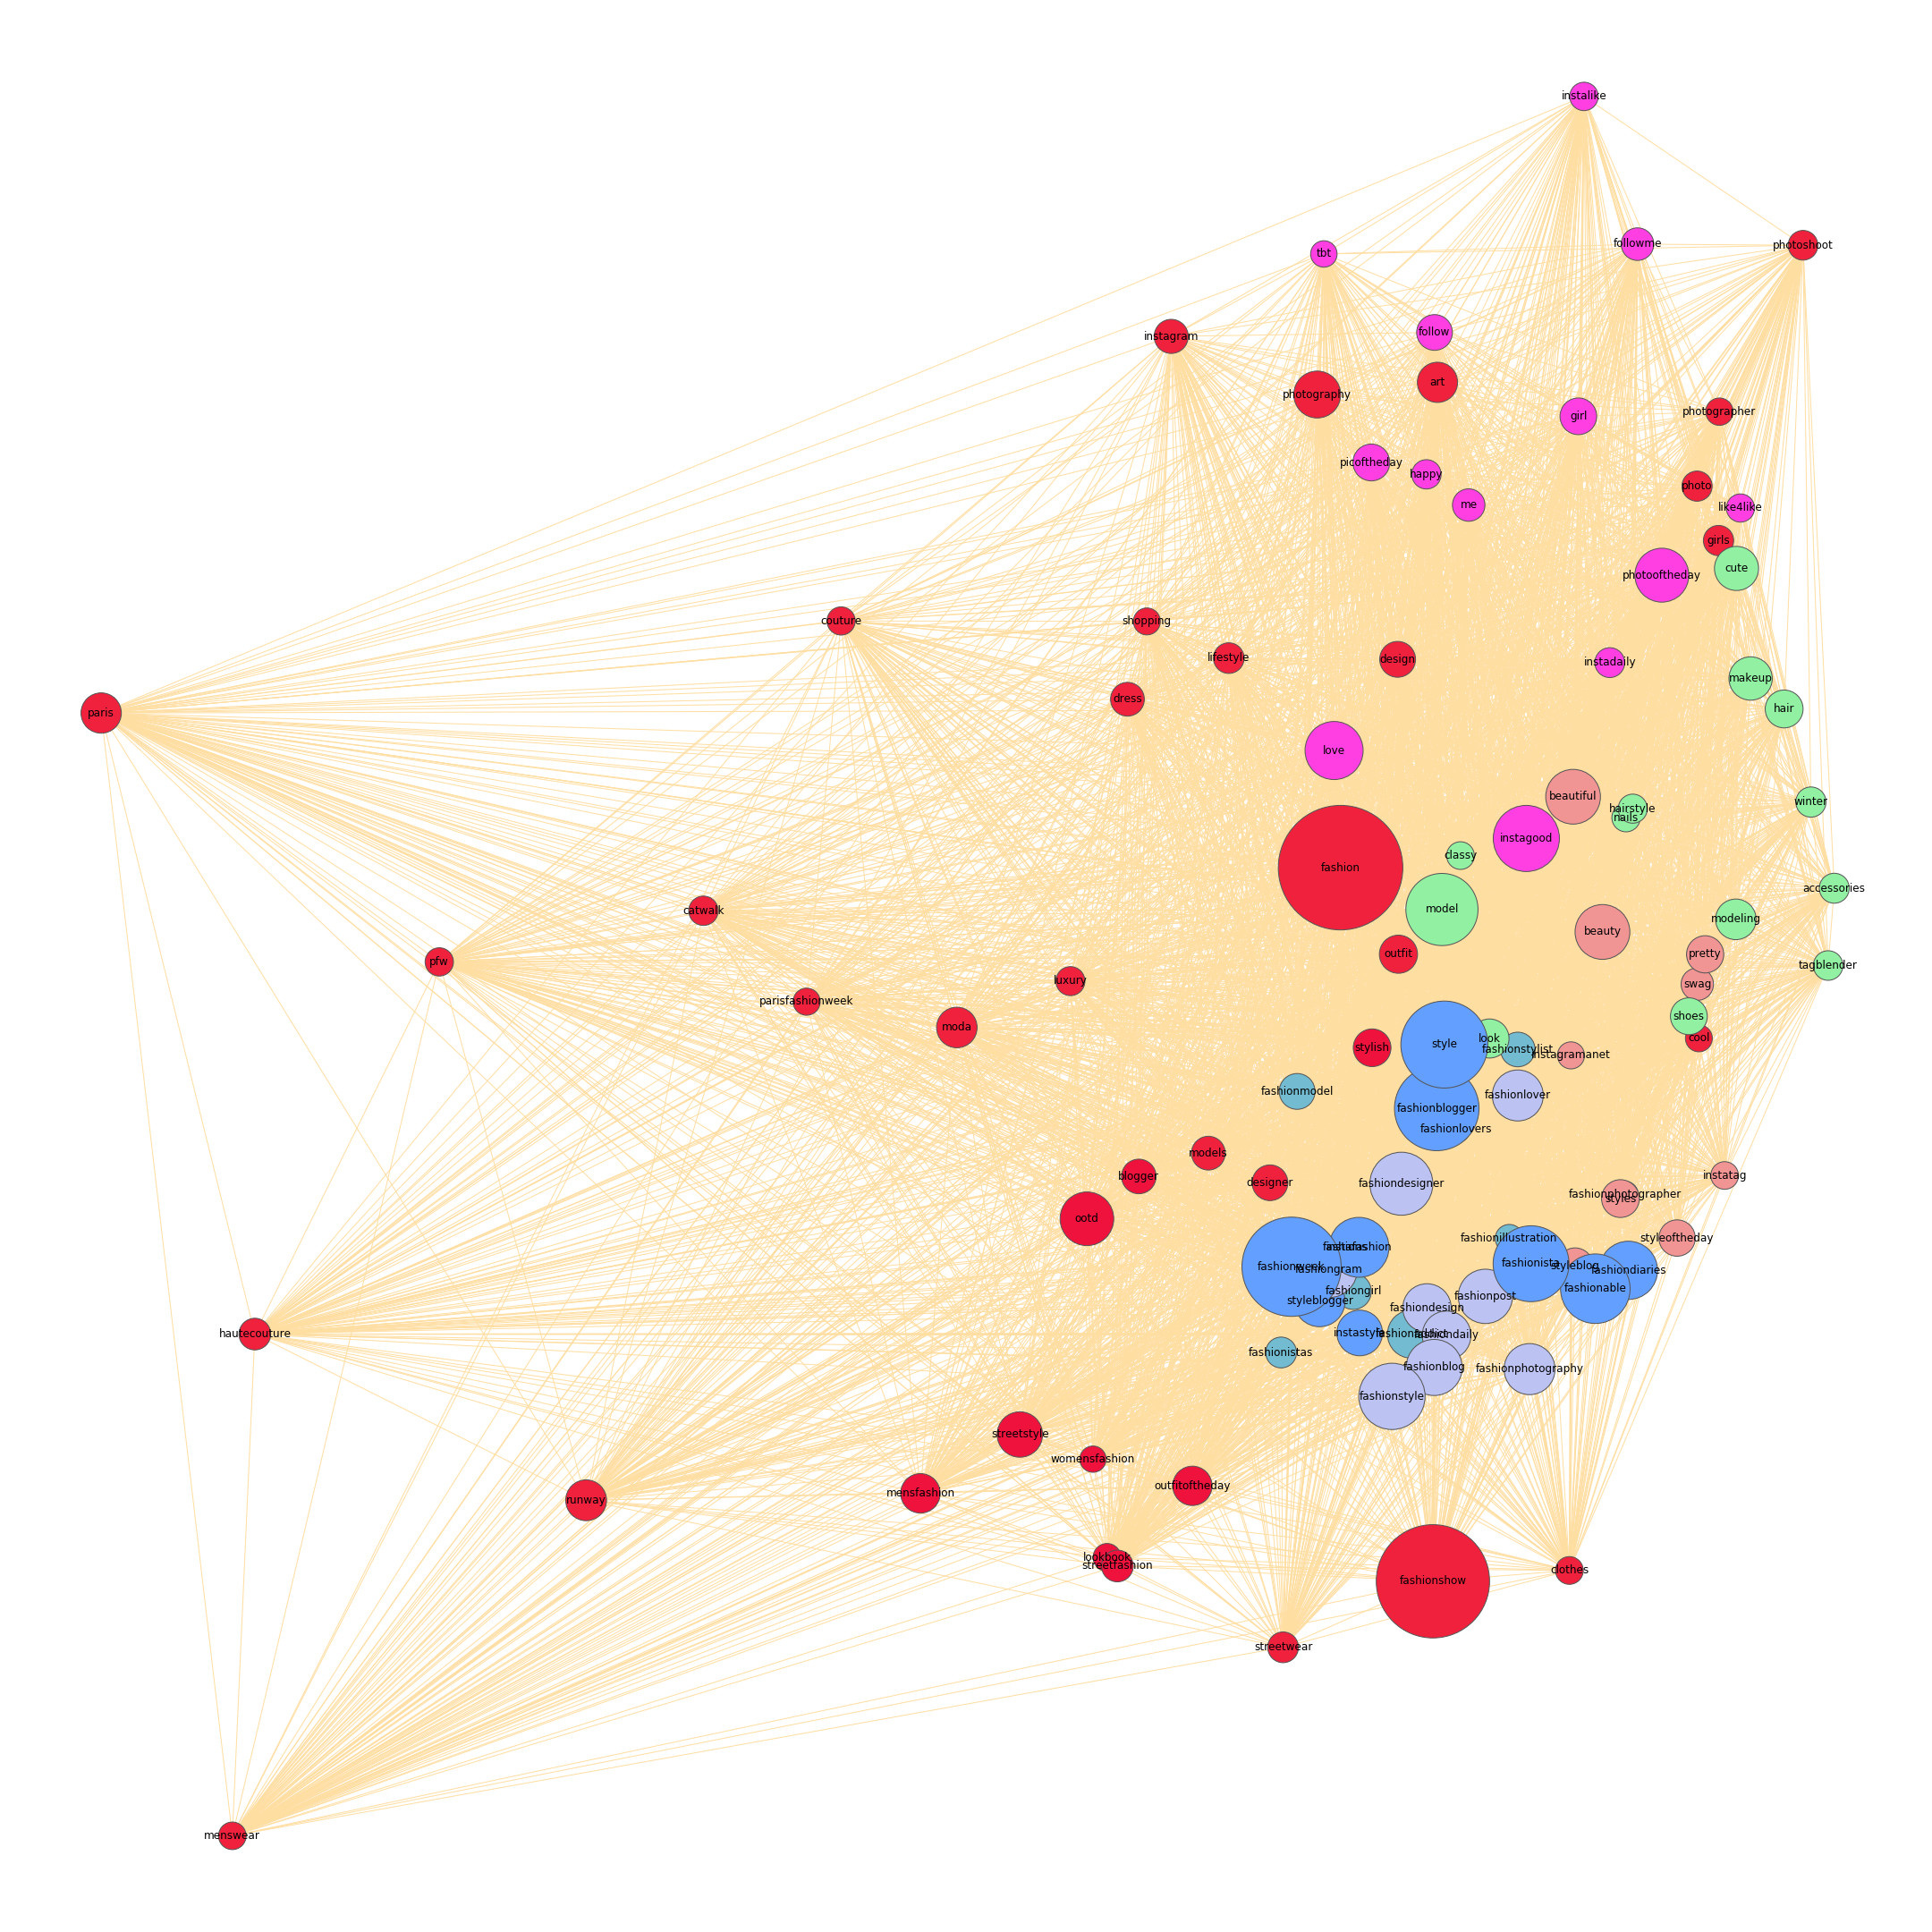 instalike
followme
photoshoot
tbt
follow
instagram
art
photography
photographer
girl
picoftheday
happy
photo
me
like4like
girls
cute
photooftheday
couture
shopping
lifestyle
design
instadaily
makeup
dress
hair
paris
love
beautiful
winter
hairstyle
nails
instagood
classy
fashion
accessories
model
catwalk
modeling
beauty
outfit
pretty
pfw
tagblender
luxury
swag
parisfashionweek
shoes
moda
look
cool
style
stylish
fashionstylist
instagramanet
fashionmodel
fashionlover
fashionblogger
fashionlovers
models
blogger
instatag
designer
fashiondesigner
fashionphotographer
styles
ootd
fashionillustration
styleoftheday
instafashion
fashionista
fashionweek
styleblog
fashiongram
fashiondiaries
fashionable
fashiongirl
fashionpost
styleblogger
fashiondesign
instastyle
fashionaddict
fashiondaily
hautecouture
fashionistas
fashionblog
fashionphotography
fashionstyle
streetstyle
womensfashion
outfitoftheday
mensfashion
runway
lookbook
streetfashion
clothes
fashionshow
streetwear
menswear